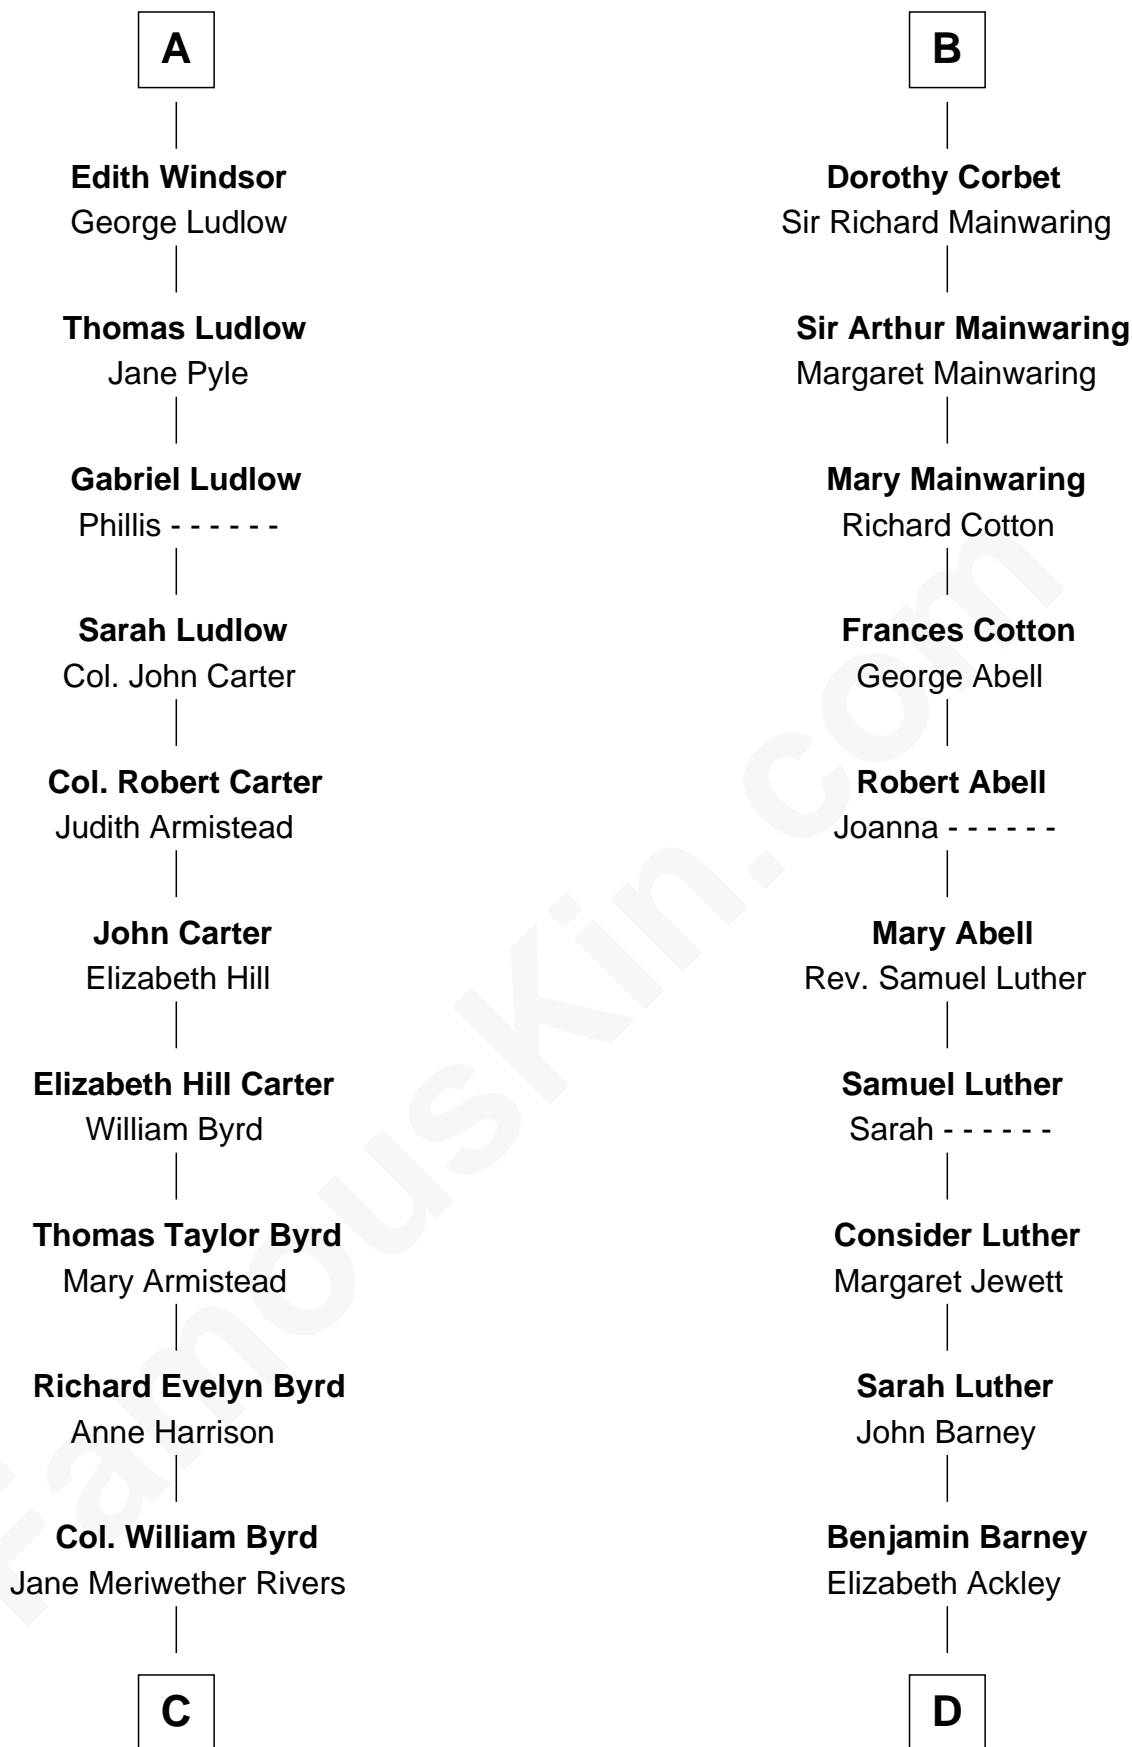 A
Edith Windsor
George Ludlow
Thomas Ludlow
Jane Pyle
Gabriel Ludlow
Phillis - - - - - -
Sarah Ludlow
Col. John Carter
Col. Robert Carter
Judith Armistead
John Carter
Elizabeth Hill
Elizabeth Hill Carter
William Byrd
Thomas Taylor Byrd
Mary Armistead
Richard Evelyn Byrd
Anne Harrison
Col. William Byrd
Jane Meriwether Rivers
C
B
Dorothy Corbet
Sir Richard Mainwaring
Sir Arthur Mainwaring
Margaret Mainwaring
Mary Mainwaring
Richard Cotton
Frances Cotton
George Abell
Robert Abell
Joanna - - - - - -
Mary Abell
Rev. Samuel Luther
Samuel Luther
Sarah - - - - - -
Consider Luther
Margaret Jewett
Sarah Luther
John Barney
Benjamin Barney
Elizabeth Ackley
D
FamousKin.com